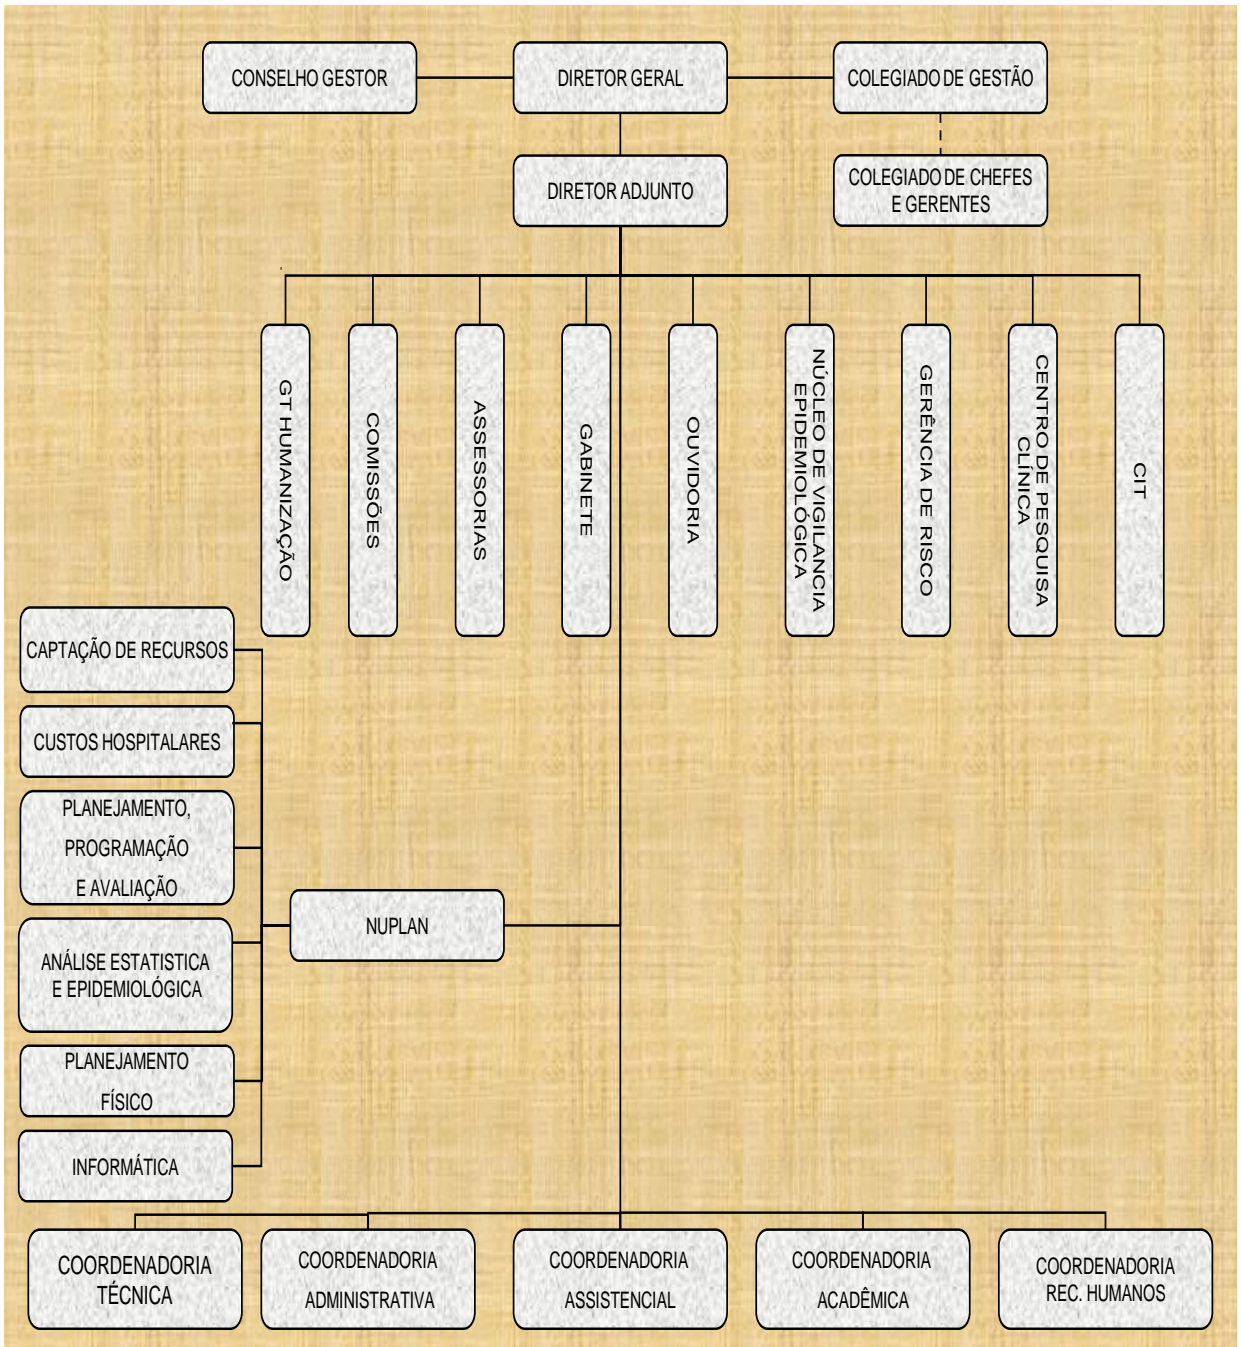 CONSELHO GESTOR
DIRETOR GERAL
COLEGIADO DE GESTÃO
DIRETOR ADJUNTO
COLEGIADO DE CHEFES
E GERENTES
GT HUMANIZAÇÃO
COMISSÕES
ASSESSORIAS
GABINETE
OUVIDORIA
NÚCLEO DE VIGILANCIA
EPIDEMIOLÓGICA
GERÊNCIA DE RISCO
CENTRO DE PESQUISA
CLÍNICA
CIT
CAPTAÇÃO DE RECURSOS
CUSTOS HOSPITALARES
PLANEJAMENTO,
PROGRAMAÇÃO
E AVALIAÇÃO
NUPLAN
ANÁLISE ESTATISTICA
E EPIDEMIOLÓGICA
PLANEJAMENTO
FÍSICO
INFORMÁTICA
COORDENADORIA
TÉCNICA
COORDENADORIA
ADMINISTRATIVA
COORDENADORIA
ASSISTENCIAL
COORDENADORIA
ACADÊMICA
COORDENADORIA
REC. HUMANOS